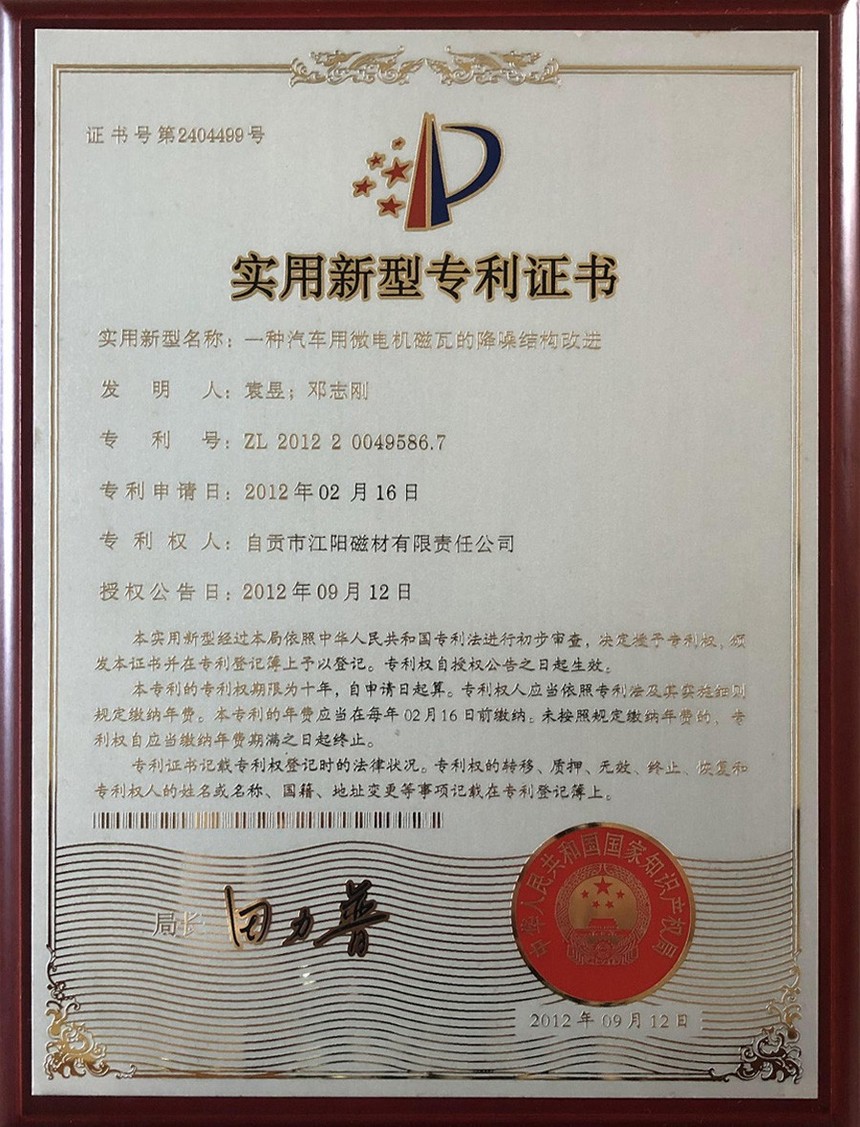 证书号第2404499号
实用新型专利证书
实用新型名称：一种汽车用微电机磁瓦的降噪结构改进
发明人：袁昱；邓志刚
专利号：ZL 2012 2 0049586.7
专利申请日：2012年02月16日
专利权人：自贡市江阳磁材有限责任公司
授权公告日：2012年09月12日
本实用新型经过本局依照中华人民共和国专利法进行初步审查，决定授予专利权，颁
发本证书并在专利登记簿上予以登记。专利权自授权公告之日起生效。
本专利的专利权期限为十年，自申请日起算。专利权人应当依照专利法及其实施细则
规定缴纳年费。本专利的年费应当在每年02月16日前缴纳。未按照规定缴纳年费的，专
利权自应当缴纳年费期满之日起终止。
专利证书记载专利权登记时的法律状况。专利权的转移、质押、无效、终止、恢复和
专利权人的姓名或名称、国籍、地址变更等事项记载在专利登记簿上。
局长 田力普
中华人民共和国国家知识产权局
2012年09月12日